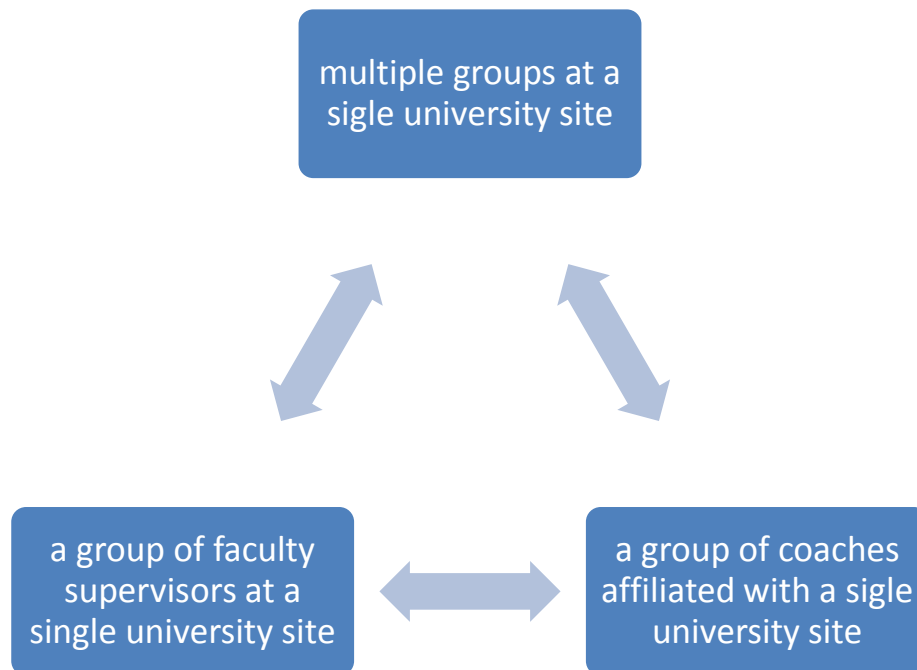 multiple groups at a
sigle university site
a group of faculty
supervisors at a
single university site
a group of coaches
affiliated with a sigle
university site